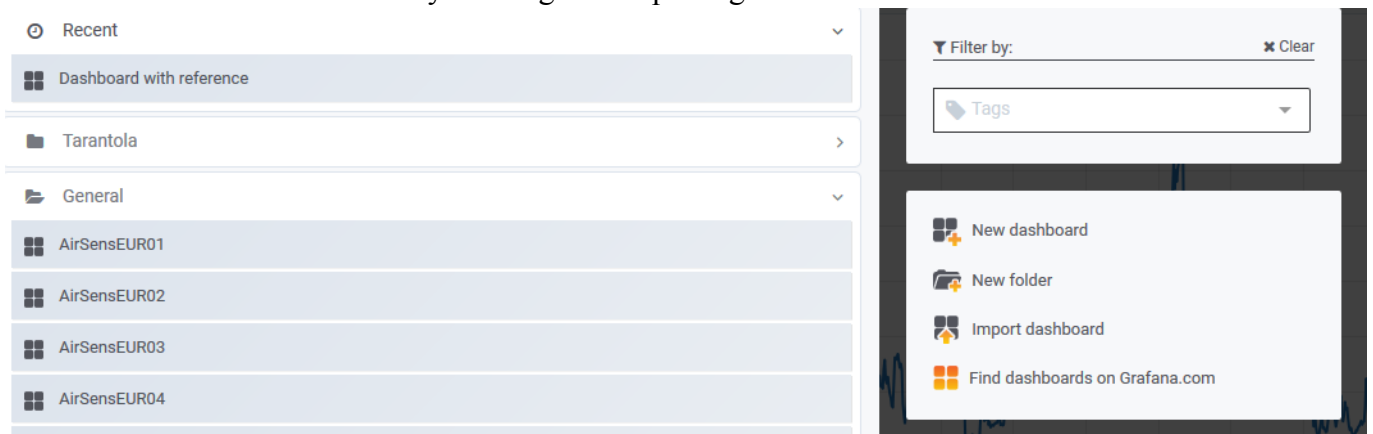 Recent
Dashboard with reference
Tarantola
General
AirSensEUR01
AirSensEUR02
AirSensEUR03
AirSensEUR04
Filter by:
Clear
Tags
New dashboard
New folder
Import dashboard
Find dashboards on Grafana.com